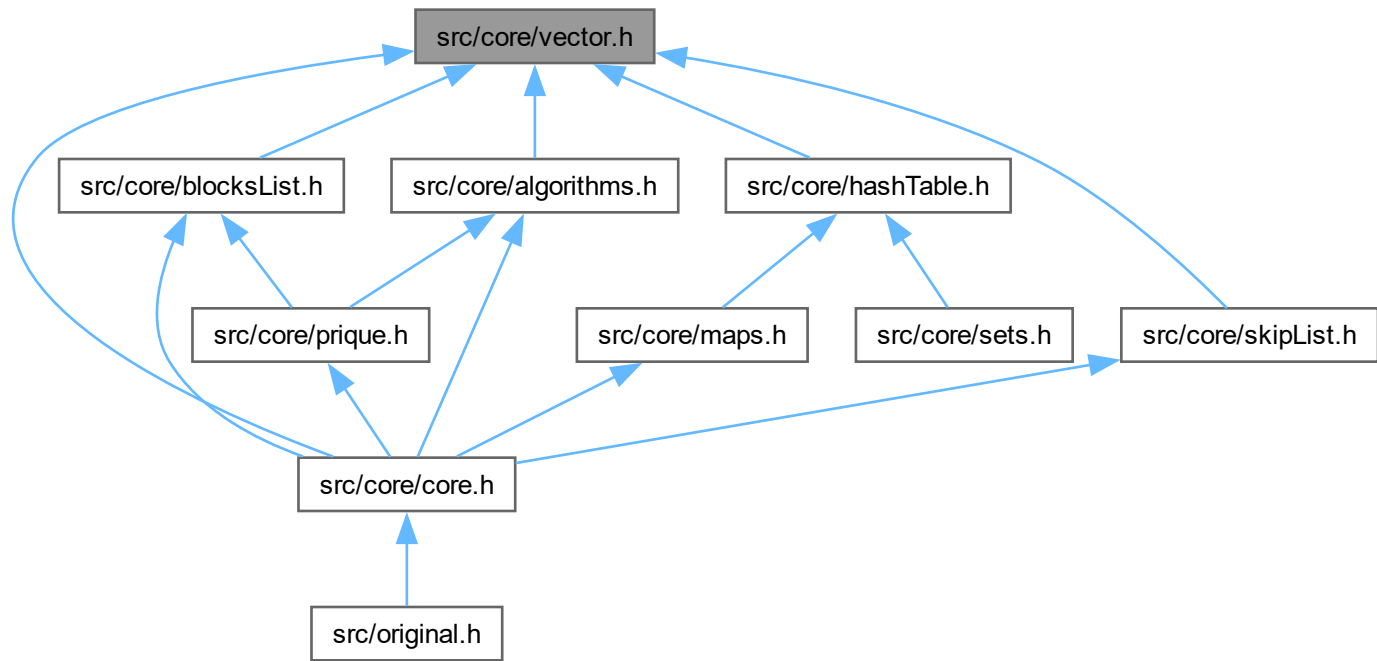 src/core/vector.h
src/core/blocksList.h
src/core/algorithms.h
src/core/hashTable.h
src/core/prique.h
src/core/maps.h
src/core/sets.h
src/core/skipList.h
src/core/core.h
src/original.h